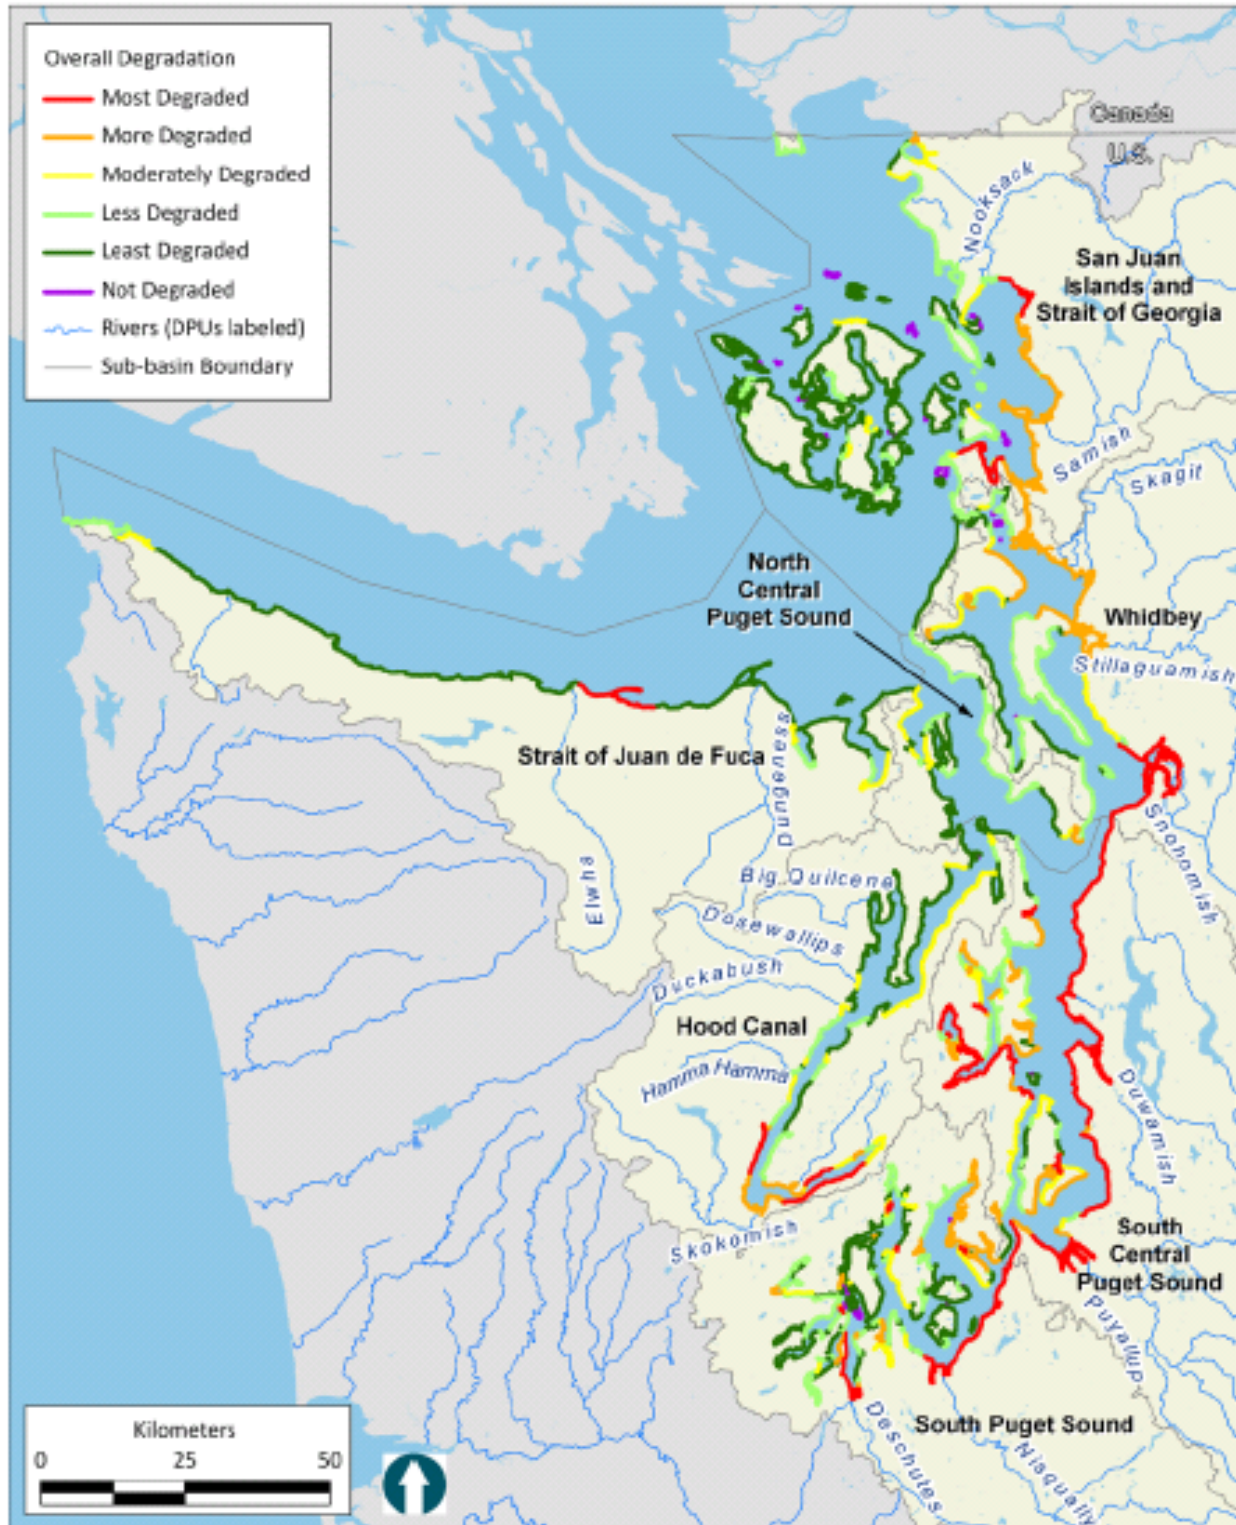 Overall Degradation
Most Degraded
More Degraded
Moderately Degraded
Less Degraded
Least Degraded
Not Degraded
Rivers (DPUs labeled)
Sub-basin Boundary
Canada
U.S.
Nooksack
San Juan
Islands and
Strait of Georgia
Samish
Skagit
North
Central
Puget Sound
Whidbey
Stillaguamish
Strait of Juan de Fuca
Dungeness
Elwha
Snohomish
Big Quilcene
Dosewallips
Duckabush
Hood Canal
Hamma Hamma
Duwamish
Skokomish
South
Central
Puget Sound
Puyallup
South Puget Sound
Deschutes
Nisqually
Kilometers
0 25 50